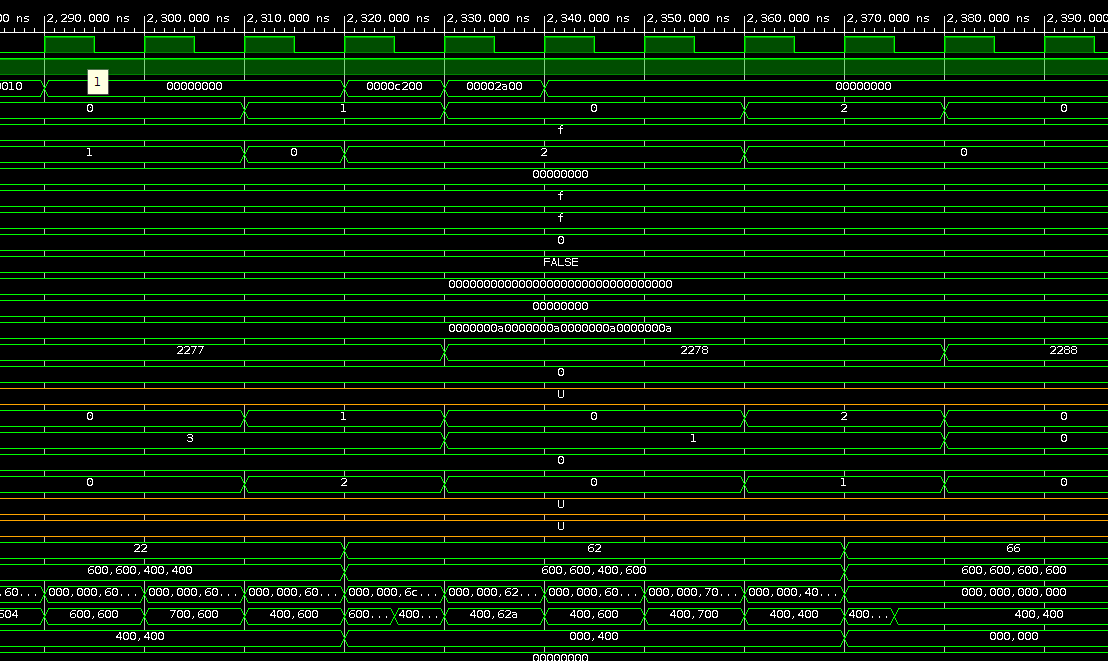 00 ns 2,290.000 ns 2,300.000 ns 2,310.000 ns 2,320.000 ns 2,330.000 ns 2,340.000 ns 2,350.000 ns 2,360.000 ns 2,370.000 ns 2,380.000 ns 2,390.000
1
0010 00000000 0000c200 00002a00 00000000
0 1 0 2 0
f
1 0 2 0
00000000
f
f
0
FALSE
00000000000000000000000000000000
00000000
0000000a0000000a0000000a0000000a
2277 2278 2288
0
U
0 1 0 2 0
3 1 0
0
0 2 0 1 0
U
U
22 62 66
600,600,400,400 600,600,400,600 600,600,600,600
,60... 000,000,60... 000,000,60... 000,000,60... 000,000,6c... 000,000,62... 000,000,60... 000,000,70... 000,000,40... 000,000,000,000
604 600,600 700,600 400,600 600... 400... 400,62a 400,600 400,700 400,400 400... 400,400
400,400 000,400 000,000
00000000